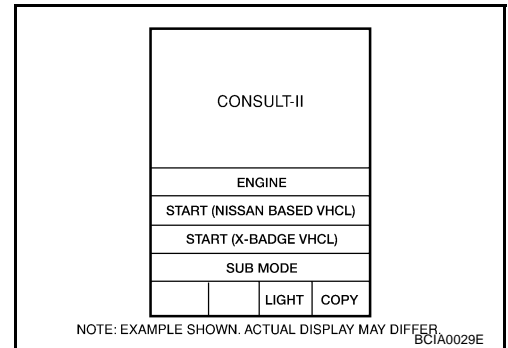 CONSULT-II
ENGINE
START (NISSAN BASED VHCL)
START (X-BADGE VHCL)
SUB MODE
LIGHT COPY
NOTE: EXAMPLE SHOWN. ACTUAL DISPLAY MAY DIFFER.
BCIA0029E